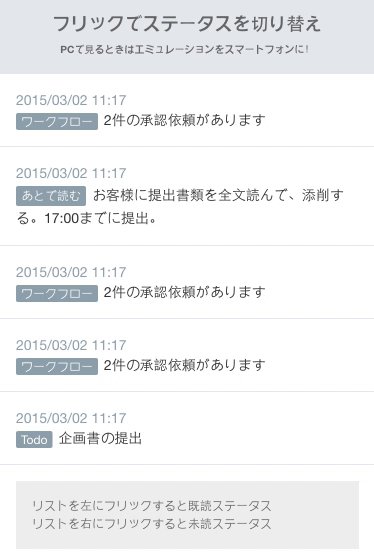 フリックでステータスを切り替え
PCで見るときはエミュレーションをスマートフォンに!
2015/03/02 11:17
ワークフロー 2件の承認依頼があります
2015/03/02 11:17
あとで読む お客様に提出書類を全文読んで、添削す
る。17:00までに提出。
2015/03/02 11:17
ワークフロー 2件の承認依頼があります
2015/03/02 11:17
ワークフロー 2件の承認依頼があります
2015/03/02 11:17
Todo 企画書の提出
リストを左にフリックすると既読ステータス
リストを右にフリックすると未読ステータス